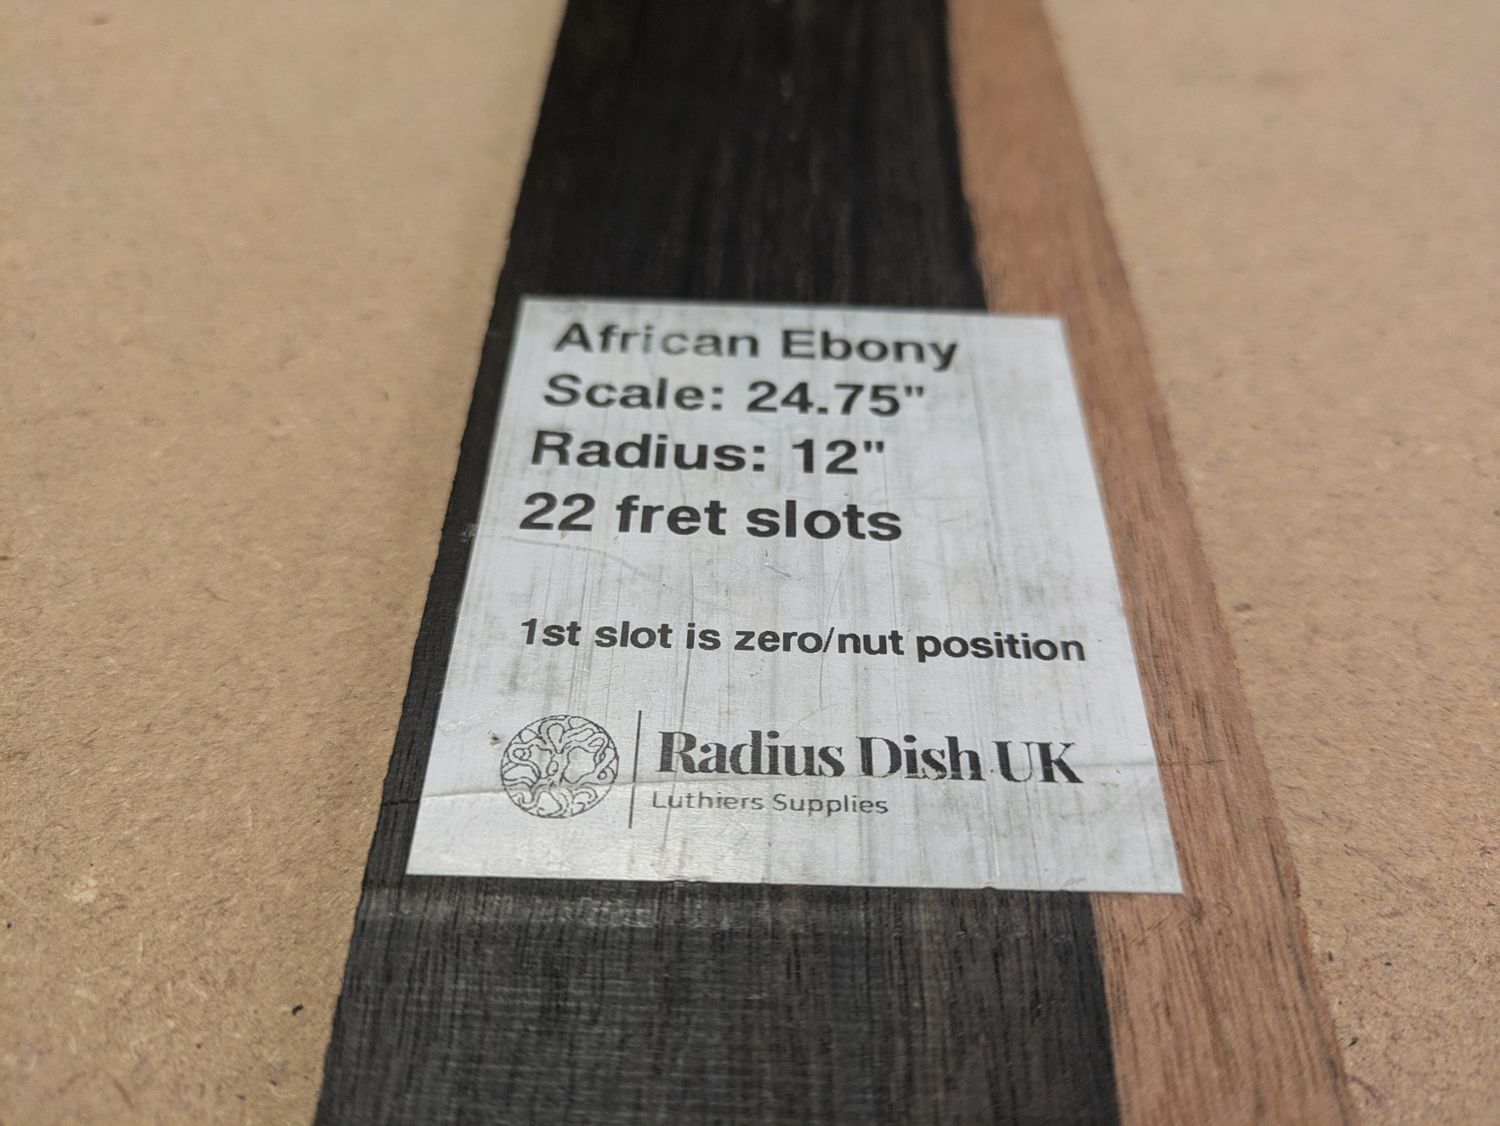 African Ebony
Scale: 24.75"
Radius: 12"
22 fret slots
1st slot is zero/nut position
Radius Dish UK
Luthiers Supplies